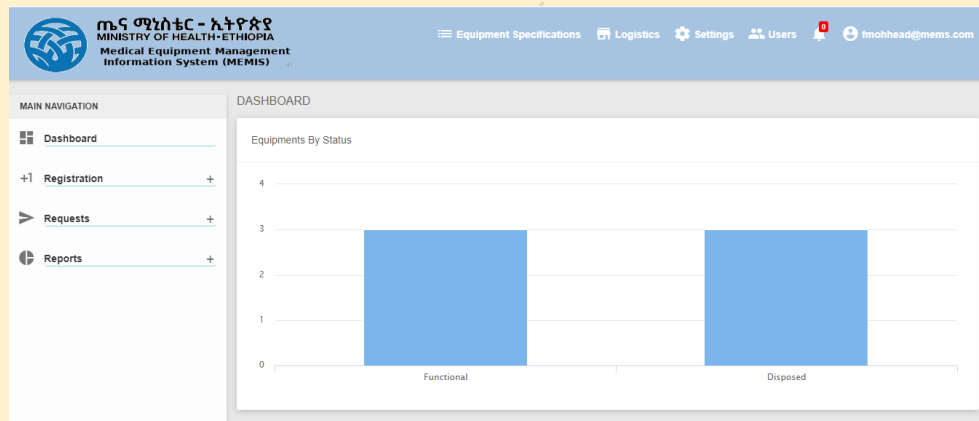 ጤና ሚኒስቴር - ኢትዮጵያ
MINISTRY OF HEALTH-ETHIOPIA
Medical Equipment Management
Information System (MEMIS)
Equipment Specifications Logistics Settings Users 0 fmohhead@mems.com
MAIN NAVIGATION
Dashboard
+1 Registration +
Requests +
Reports +
DASHBOARD
Equipments By Status
4
3
2
1
0
Functional Disposed